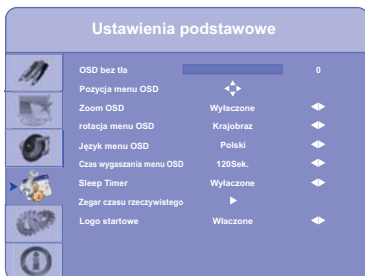 Ustawienia podstawowe
OSD bez tła 0
Pozycja menu OSD
Zoom OSD Wyłaczone
rotacja menu OSD Krajobraz
Język menu OSD Polski
Czas wygaszania menu OSD 120Sek.
Sleep Timer Wyłaczone
Zegar czasu rzeczywistego
Logo startowe Właczone